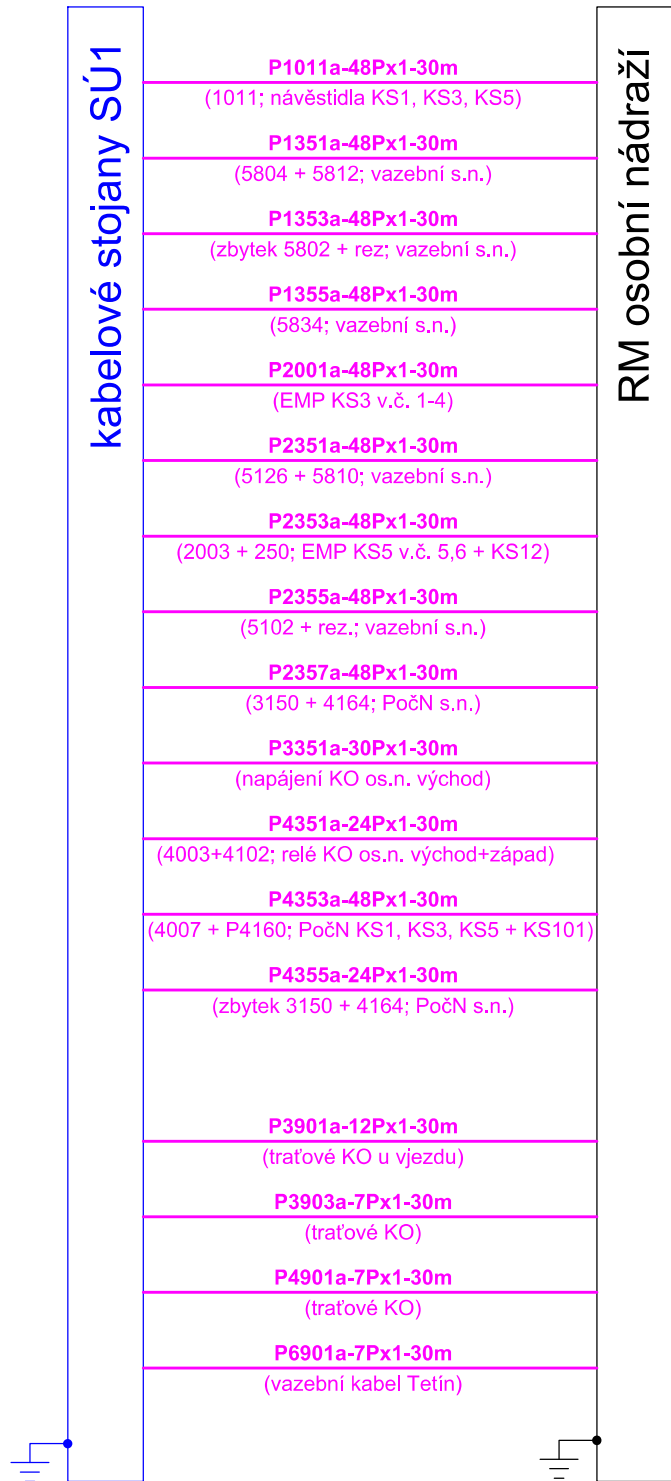 kabelové stojany SÚ1
RM osobní nádraží
P1011a-48Px1-30m
(1011; návěstidla KS1, KS3, KS5)
P1351a-48Px1-30m
(5804 + 5812; vazební s.n.)
P1353a-48Px1-30m
(zbytek 5802 + rez; vazební s.n.)
P1355a-48Px1-30m
(5834; vazební s.n.)
P2001a-48Px1-30m
(EMP KS3 v.č. 1-4)
P2351a-48Px1-30m
(5126 + 5810; vazební s.n.)
P2353a-48Px1-30m
(2003 + 250; EMP KS5 v.č. 5,6 + KS12)
P2355a-48Px1-30m
(5102 + rez.; vazební s.n.)
P2357a-48Px1-30m
(3150 + 4164; PočN s.n.)
P3351a-30Px1-30m
(napájení KO os.n. východ)
P4351a-24Px1-30m
(4003+4102; relé KO os.n. východ+západ)
P4353a-48Px1-30m
(4007 + P4160; PočN KS1, KS3, KS5 + KS101)
P4355a-24Px1-30m
(zbytek 3150 + 4164; PočN s.n.)
P3901a-12Px1-30m
(traťové KO u vjezdu)
P3903a-7Px1-30m
(traťové KO)
P4901a-7Px1-30m
(traťové KO)
P6901a-7Px1-30m
(vazební kabel Tetín)